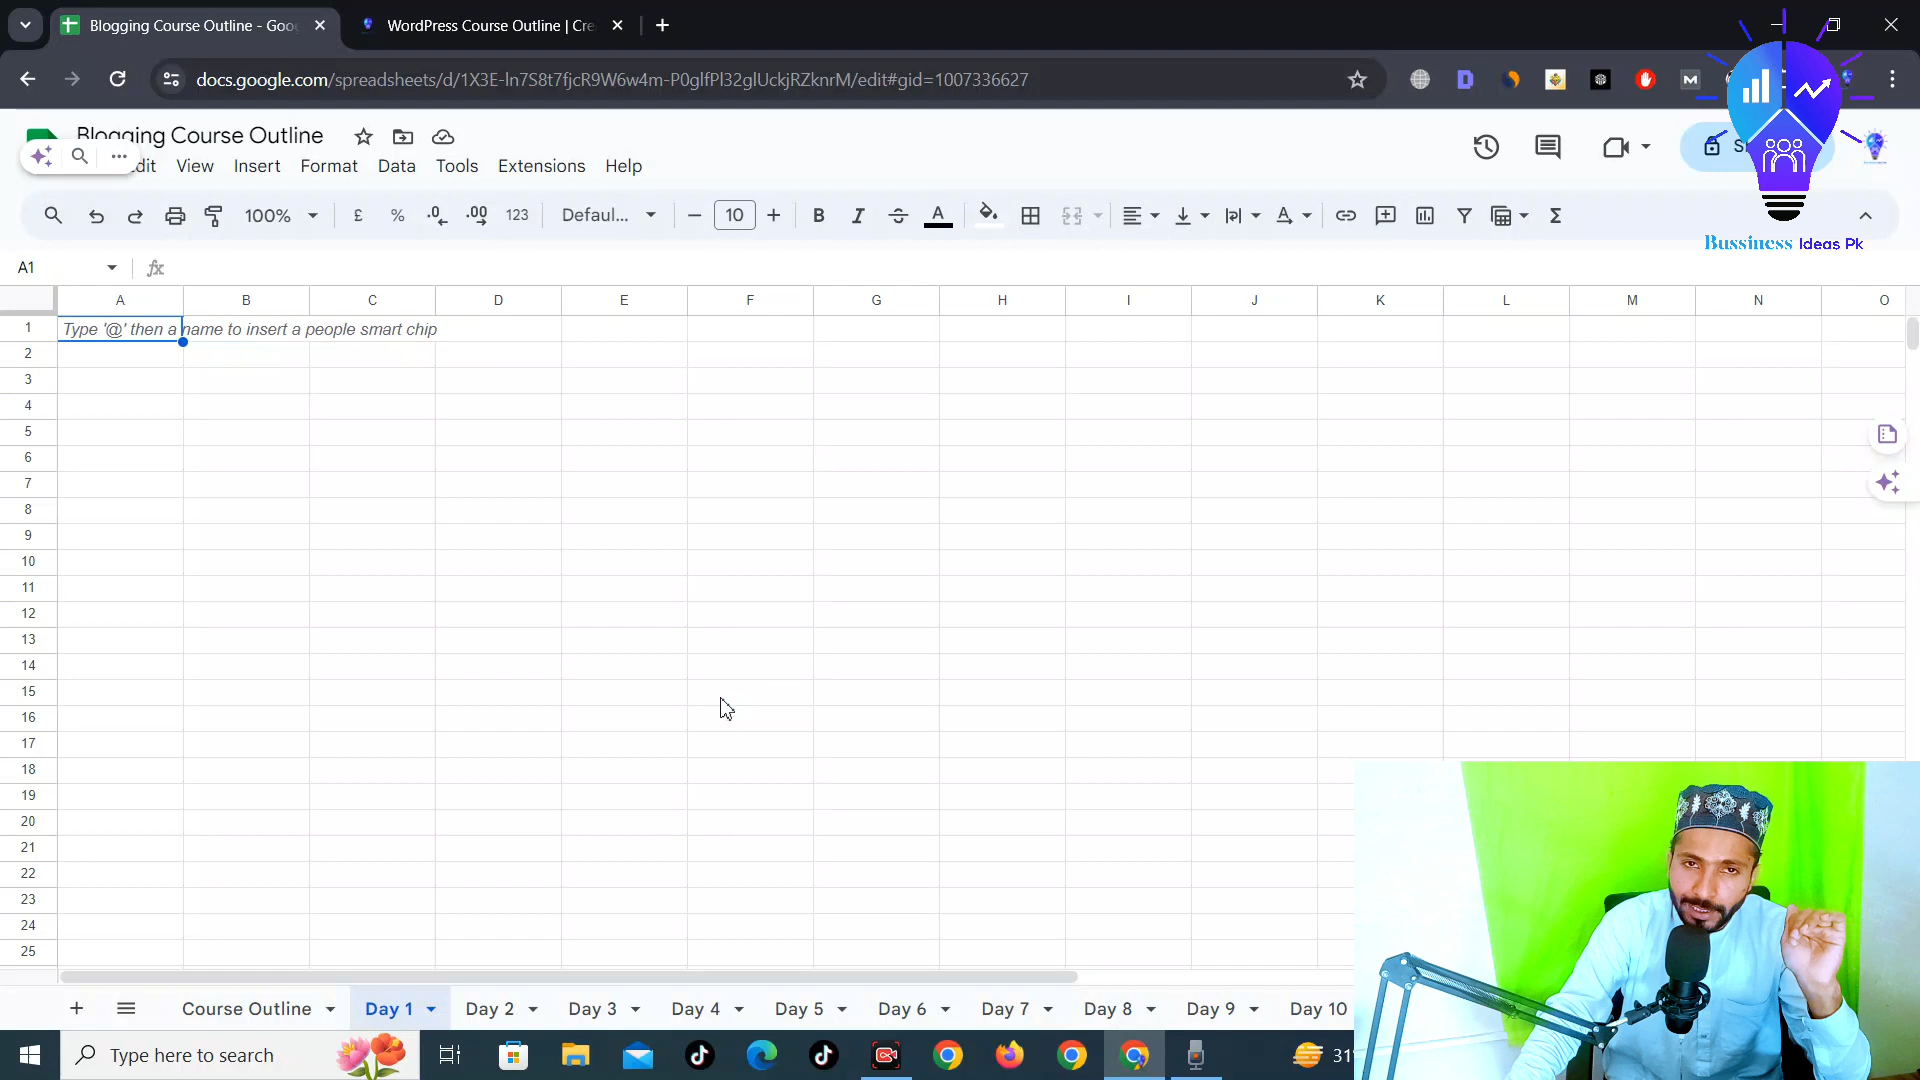 Blogging Course Outline - Goo
WordPress Course Outline | Cre
docs.google.com/spreadsheets/d/1X3E-ln7S8t7fjcR9W6w4m-P0glfPl32glUckjRZknrM/edit#gid=1007336627
Blogging Course Outline
dit View Insert Format Data Tools Extensions Help
100% £ % .0 .00 123 Defaul... 10 B I A
Bussiness Ideas Pk
A1 fx
A B C D E F G H I J K L M N O
1 Type '@' then a name to insert a people smart chip
2
3
4
5
6
7
8
9
10
11
12
13
14
15
16
17
18
19
20
21
22
23
24
25
Course Outline Day 1 Day 2 Day 3 Day 4 Day 5 Day 6 Day 7 Day 8 Day 9 Day 10
Type here to search
31